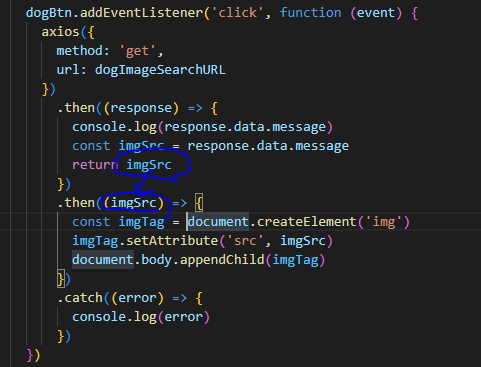 dogBtn.addEventListener('click', function (event) {
axios({
method: 'get',
url: dogImageSearchURL
})
.then((response) => {
console.log(response.data.message)
const imgSrc = response.data.message
return imgSrc
})
.then((imgSrc) => {
const imgTag = document.createElement('img')
imgTag.setAttribute('src', imgSrc)
document.body.appendChild(imgTag)
})
.catch((error) => {
console.log(error)
})
})